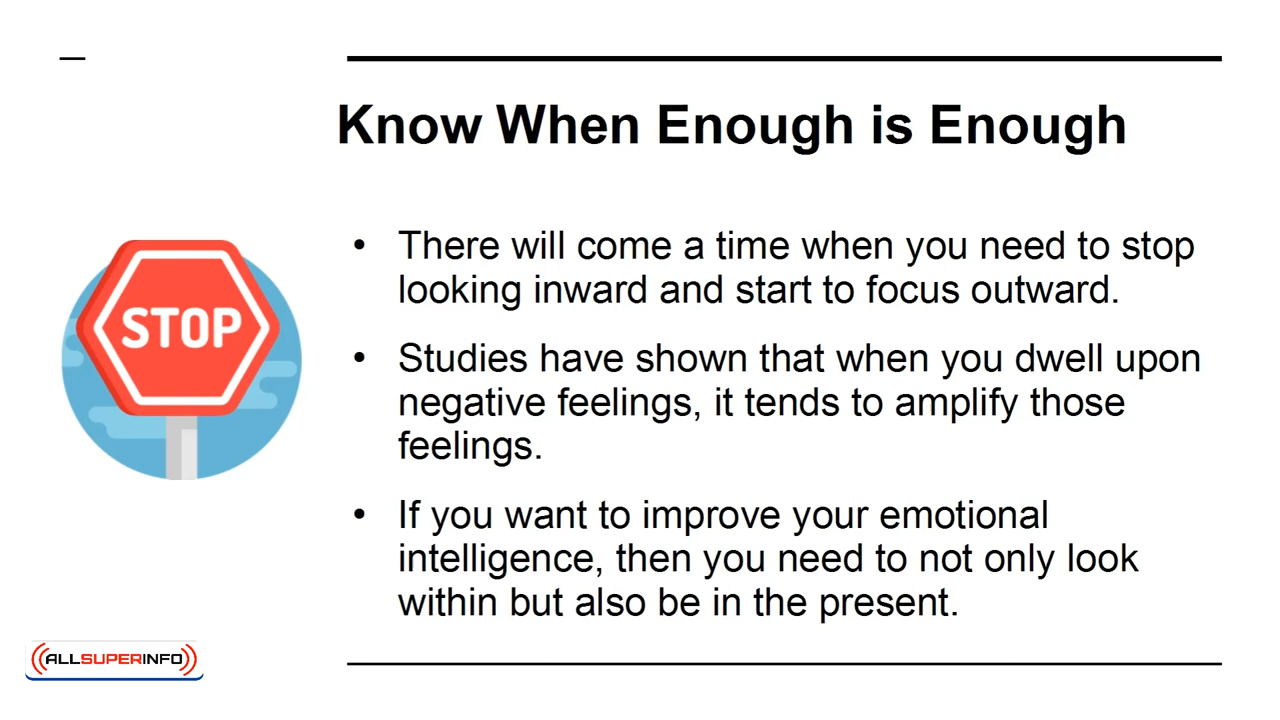 Know When Enough is Enough
STOP
• There will come a time when you need to stop
looking inward and start to focus outward.
• Studies have shown that when you dwell upon
negative feelings, it tends to amplify those
feelings.
• If you want to improve your emotional
intelligence, then you need to not only look
within but also be in the present.
ALLSUPERINFO